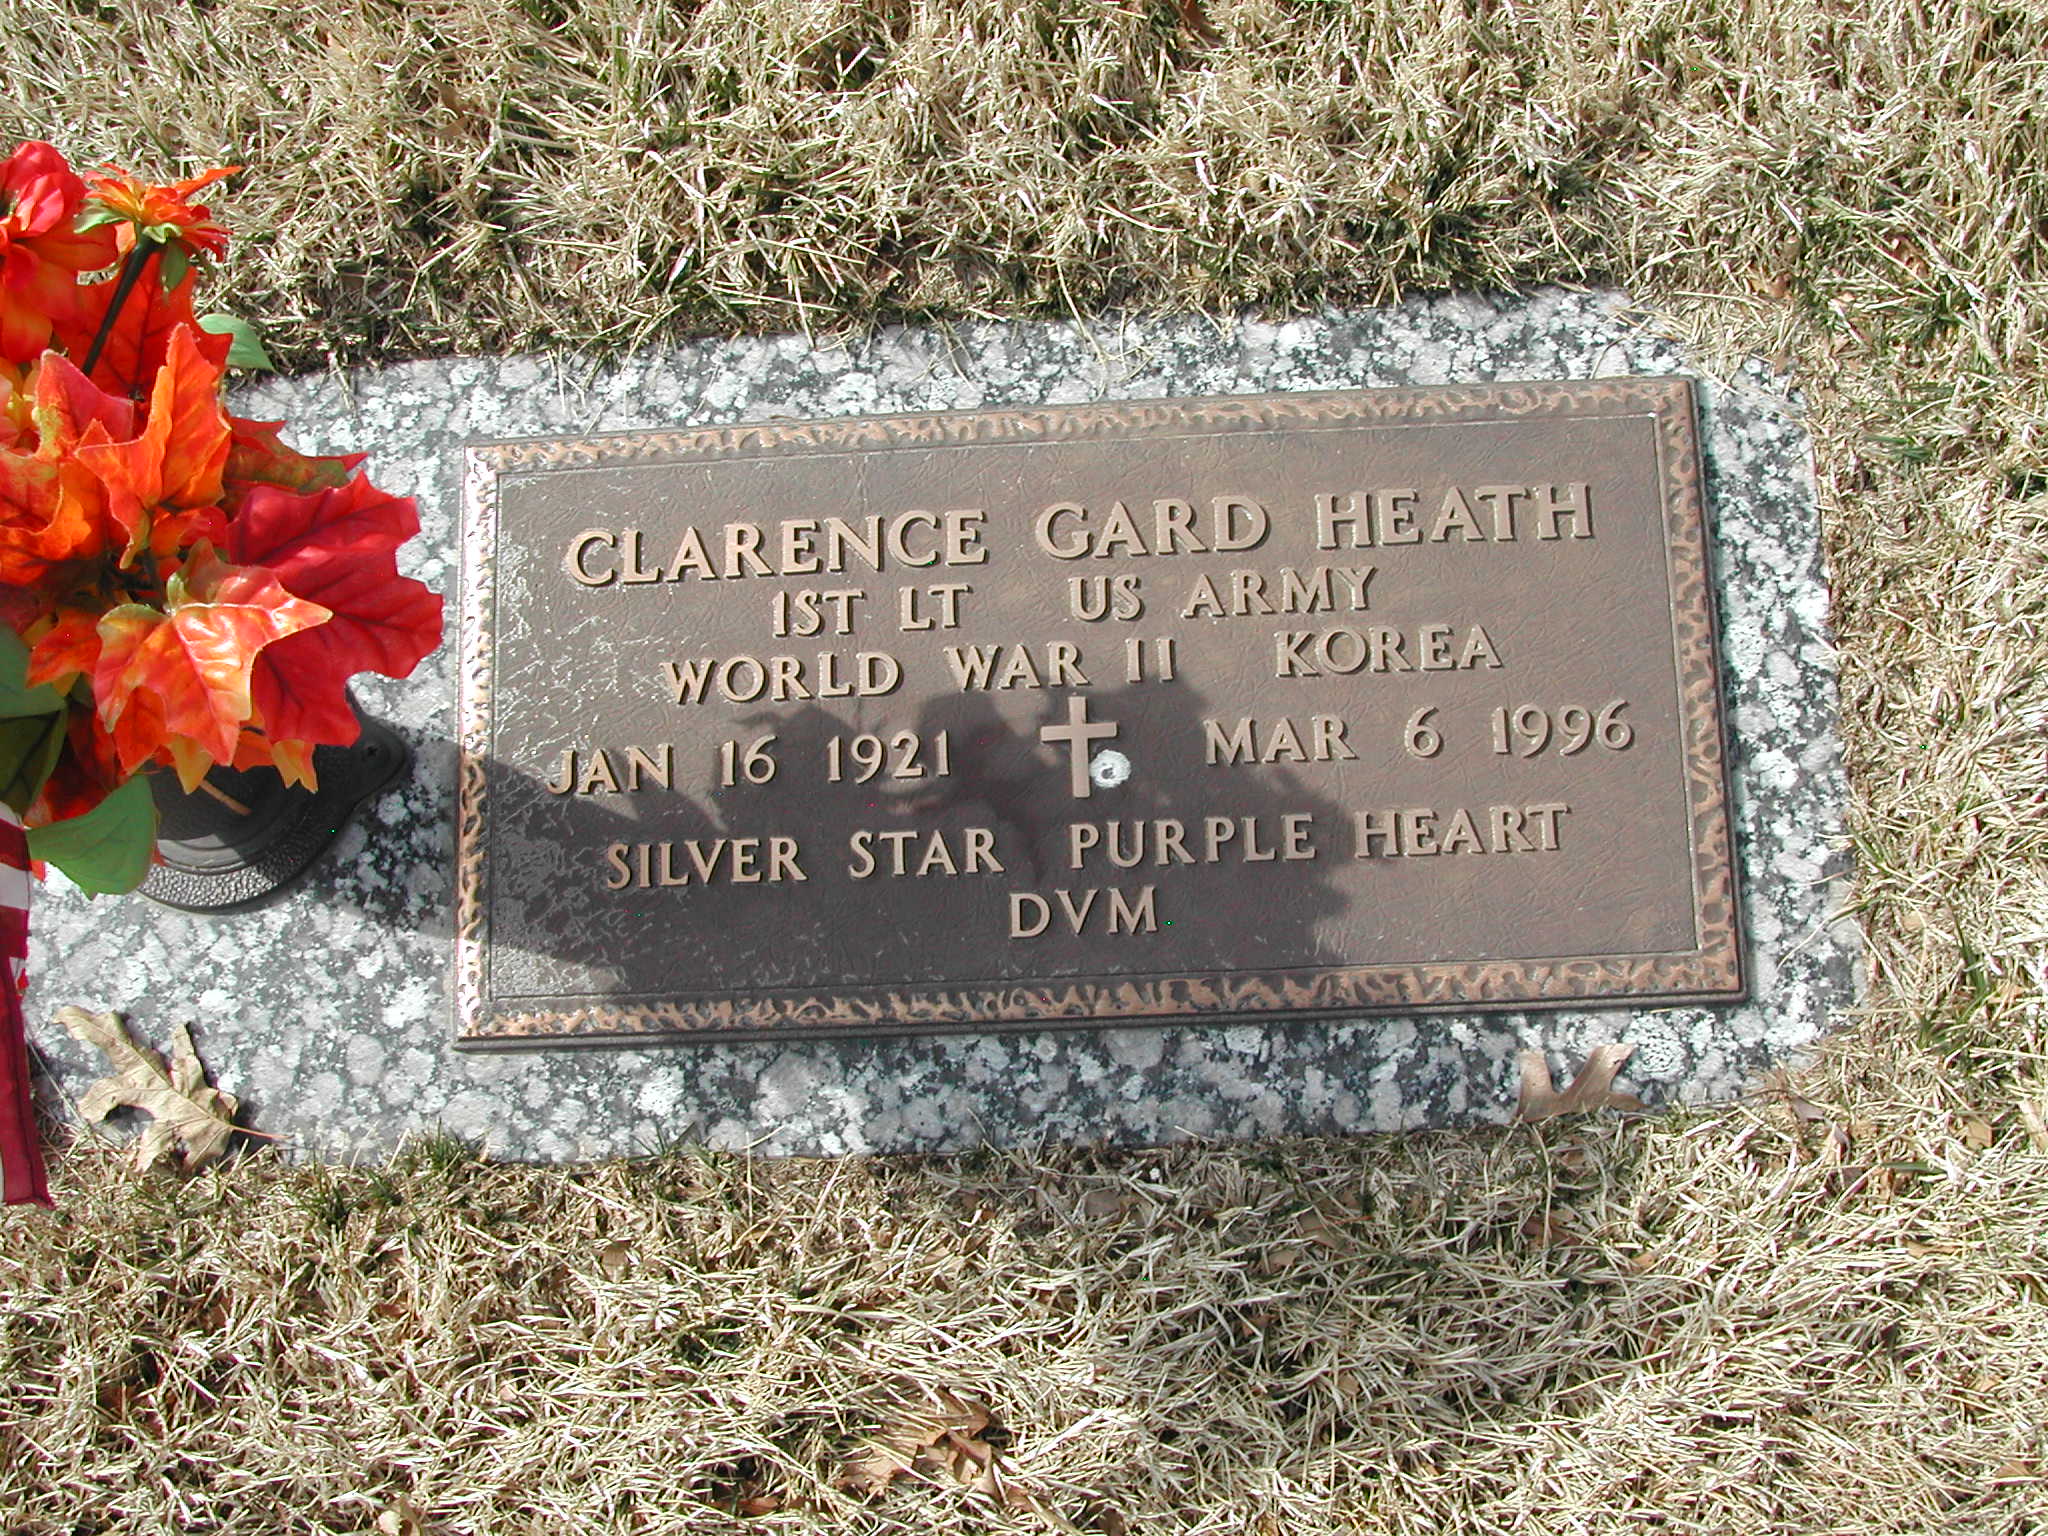 CLARENCE GARD HEATH
1ST LT US ARMY
WORLD WAR II KOREA
JAN 16 1921 MAR 6 1996
SILVER STAR PURPLE HEART
DVM